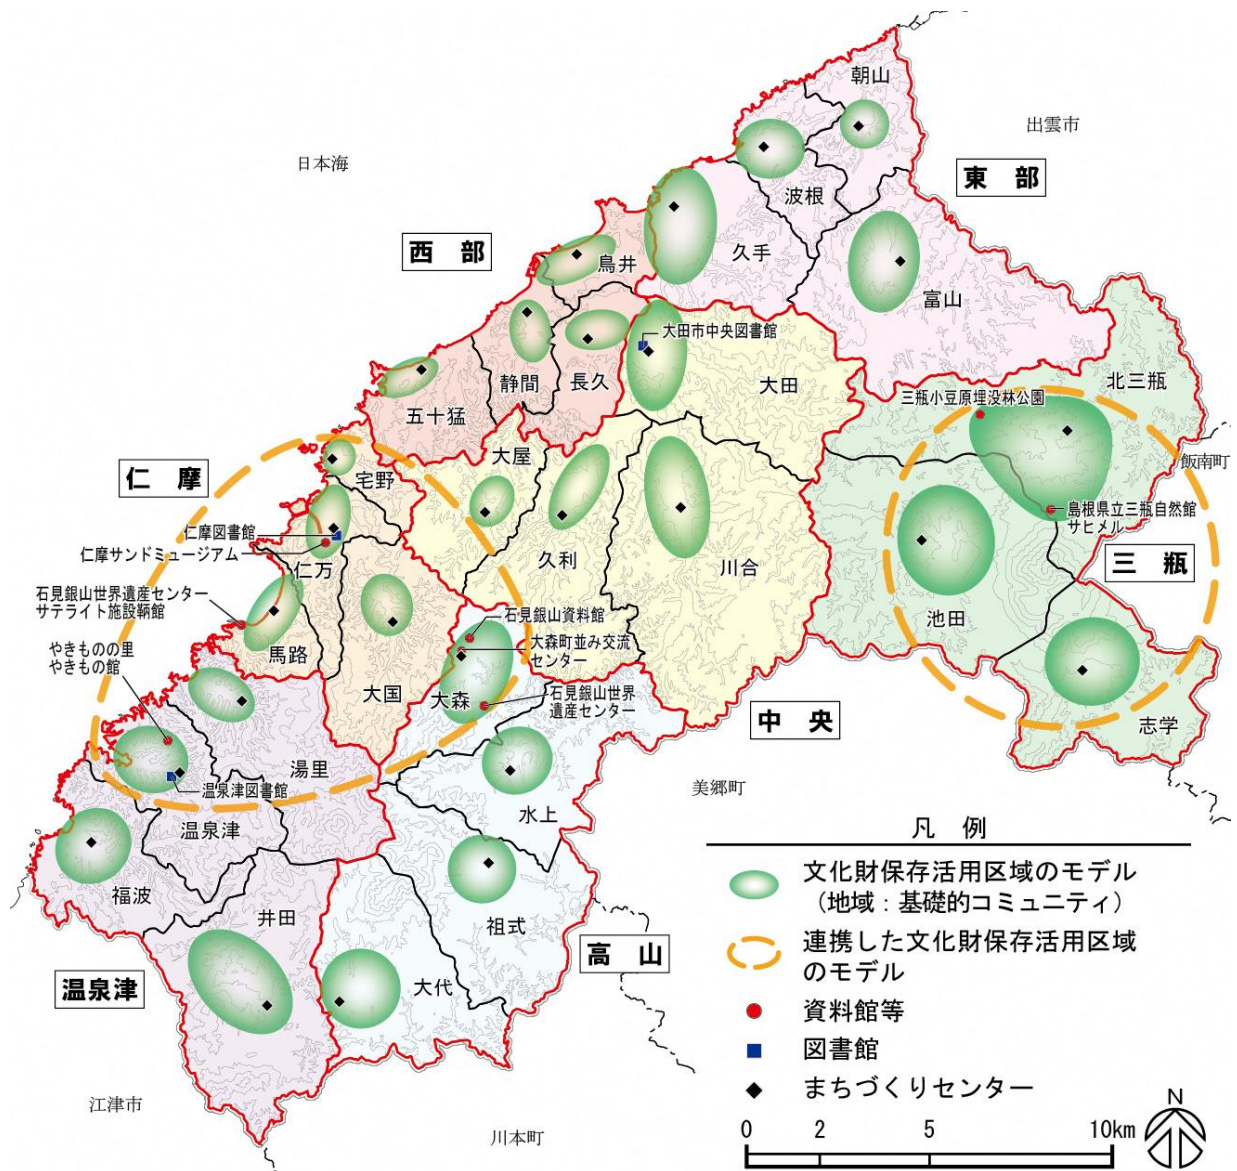 朝山
出雲市
日本海
東 部
波根
西 部
久手
鳥井
富山
大田市中央図書館
静間
長久
大田
北三瓶
三瓶小豆原埋没林公園
五十猛
大屋
仁 摩
宅野
飯南町
島根県立三瓶自然館
サヒメル
仁摩図書館
仁摩サンドミュージアム
久利
川合
三 瓶
仁万
石見銀山世界遺産センター
サテライト施設鞆館
石見銀山資料館
池田
大森町並み交流
センター
やきものの里
やきもの館
馬路
大国
大森
石見銀山世界
遺産センター
中 央
志学
湯里
美郷町
温泉津図書館
水上
温泉津
凡 例
文化財保存活用区域のモデル
（地域：基礎的コミュニティ）
福波
井田
祖式
高 山
連携した文化財保存活用区域
のモデル
温泉津
大代
資料館等
図書館
まちづくりセンター
江津市
川本町
N
0
2
5
10km